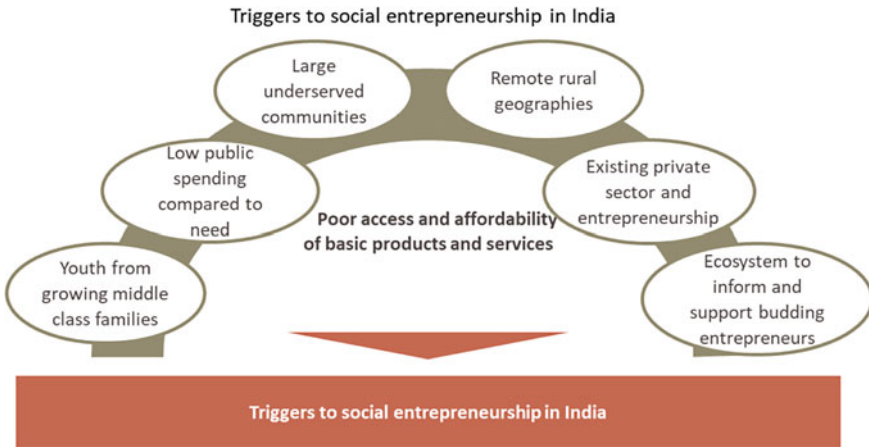 Triggers to social entrepreneurship in India
Large
underserved
communities
Remote rural
geographies
Low public
spending
compared to
need
Existing private
sector and
entrepreneurship
Poor access and affordability
of basic products and services
Youth from
growing middle
class families
Ecosystem to
inform and
support budding
entrepreneurs
Triggers to social entrepreneurship in India